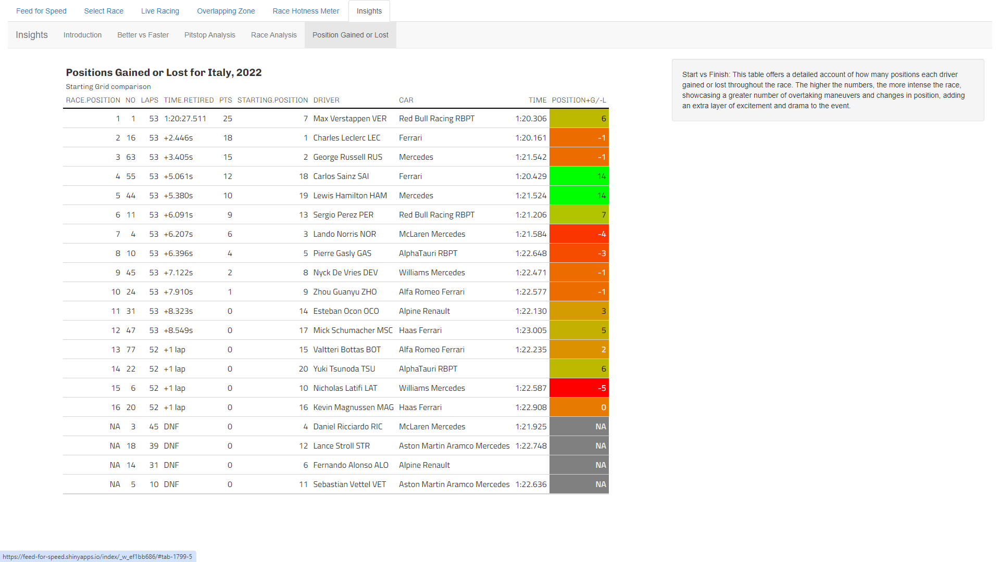 Feed for Speed Select Race Live Racing Overlapping Zone Race Hotness Meter Insights
Insights Introduction Better vs Faster Pitstop Analysis Race Analysis Position Gained or Lost
Positions Gained or Lost for Italy, 2022
Starting Grid comparison
RACE.POSITION NO LAPS TIME.RETIRED PTS STARTING.POSITION DRIVER CAR TIME POSITION+G/-L
1 1 53 1:20:27.511 25 7 Max Verstappen VER Red Bull Racing RBPT 1:20.306 6
2 16 53 +2.446s 18 1 Charles Leclerc LEC Ferrari 1:20.161 -1
3 63 53 +3.405s 15 2 George Russell RUS Mercedes 1:21.542 -1
4 55 53 +5.061s 12 18 Carlos Sainz SAI Ferrari 1:20.429 14
5 44 53 +5.380s 10 19 Lewis Hamilton HAM Mercedes 1:21.524 14
6 11 53 +6.091s 9 13 Sergio Perez PER Red Bull Racing RBPT 1:21.206 7
7 4 53 +6.207s 6 3 Lando Norris NOR McLaren Mercedes 1:21.584 -4
8 10 53 +6.396s 4 5 Pierre Gasly GAS AlphaTauri RBPT 1:22.648 -3
9 45 53 +7.122s 2 8 Nyck De Vries DEV Williams Mercedes 1:22.471 -1
10 24 53 +7.910s 1 9 Zhou Guanyu ZHO Alfa Romeo Ferrari 1:22.577 -1
11 31 53 +8.323s 0 14 Esteban Ocon OCO Alpine Renault 1:22.130 3
12 47 53 +8.549s 0 17 Mick Schumacher MSC Haas Ferrari 1:23.005 5
13 77 52 +1 lap 0 15 Valtteri Bottas BOT Alfa Romeo Ferrari 1:22.235 2
14 22 52 +1 lap 0 20 Yuki Tsunoda TSU AlphaTauri RBPT 6
15 6 52 +1 lap 0 10 Nicholas Latifi LAT Williams Mercedes 1:22.587 -5
16 20 52 +1 lap 0 16 Kevin Magnussen MAG Haas Ferrari 1:22.908 0
NA 3 45 DNF 0 4 Daniel Ricciardo RIC McLaren Mercedes 1:21.925 NA
NA 18 39 DNF 0 12 Lance Stroll STR Aston Martin Aramco Mercedes 1:22.748 NA
NA 14 31 DNF 0 6 Fernando Alonso ALO Alpine Renault NA
NA 5 10 DNF 0 11 Sebastian Vettel VET Aston Martin Aramco Mercedes 1:22.636 NA
Start vs Finish: This table offers a detailed account of how many positions each driver
gained or lost throughout the race. The higher the numbers, the more intense the race,
showcasing a greater number of overtaking maneuvers and changes in position, adding
an extra layer of excitement and drama to the event.
https://feed-for-speed.shinyapps.io/index/_w_ef1bb686/#tab-1799-5